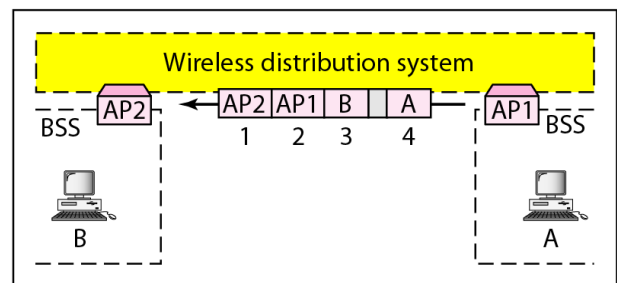 Wireless distribution system
AP2 AP2 AP1 B A AP1
BSS 1 2 3 4 BSS
B A